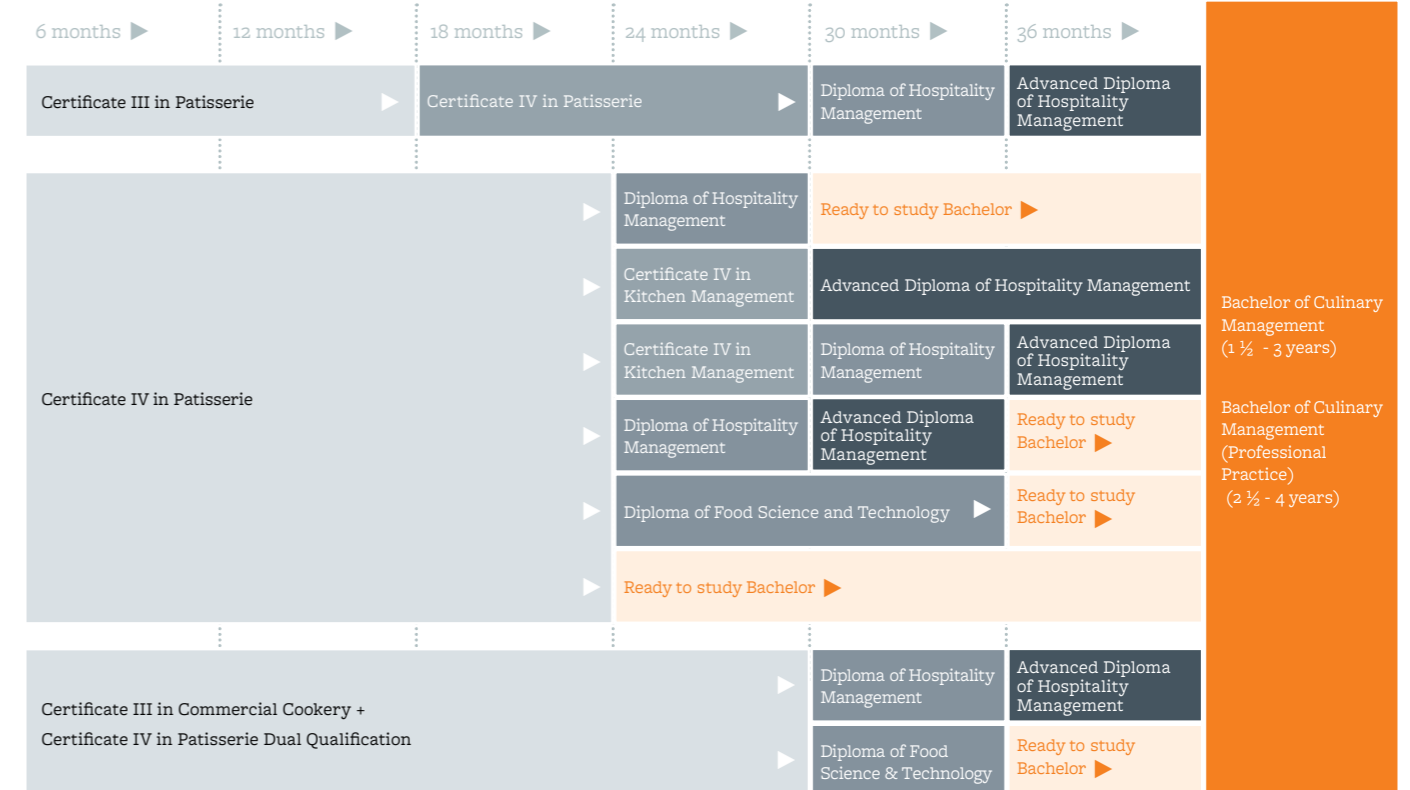 6 months ▶
12 months ▶
18 months ▶
24 months ▶
30 months ▶
36 months ▶
Certificate III in Patisserie
Certificate IV in Patisserie
Diploma of Hospitality
Management
Advanced Diploma
of Hospitality
Management
Certificate IV in Patisserie
Diploma of Hospitality
Management
Ready to study Bachelor ▶
Certificate IV in
Kitchen Management
Advanced Diploma of Hospitality Management
Certificate IV in
Kitchen Management
Diploma of Hospitality
Management
Advanced Diploma
of Hospitality
Management
Diploma of Hospitality
Management
Advanced Diploma
of Hospitality
Management
Ready to study
Bachelor ▶
Diploma of Food Science and Technology
Ready to study
Bachelor ▶
Ready to study Bachelor ▶
Certificate III in Commercial Cookery +
Certificate IV in Patisserie Dual Qualification
Diploma of Hospitality
Management
Advanced Diploma
of Hospitality
Management
Diploma of Food
Science & Technology
Ready to study
Bachelor ▶
Bachelor of Culinary
Management
(1 ½ - 3 years)
Bachelor of Culinary
Management
(Professional
Practice)
(2 ½ - 4 years)